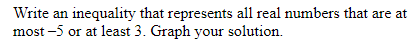 Write an inequality that represents all real numbers that are at
most –5 or at least 3. Graph your solution.